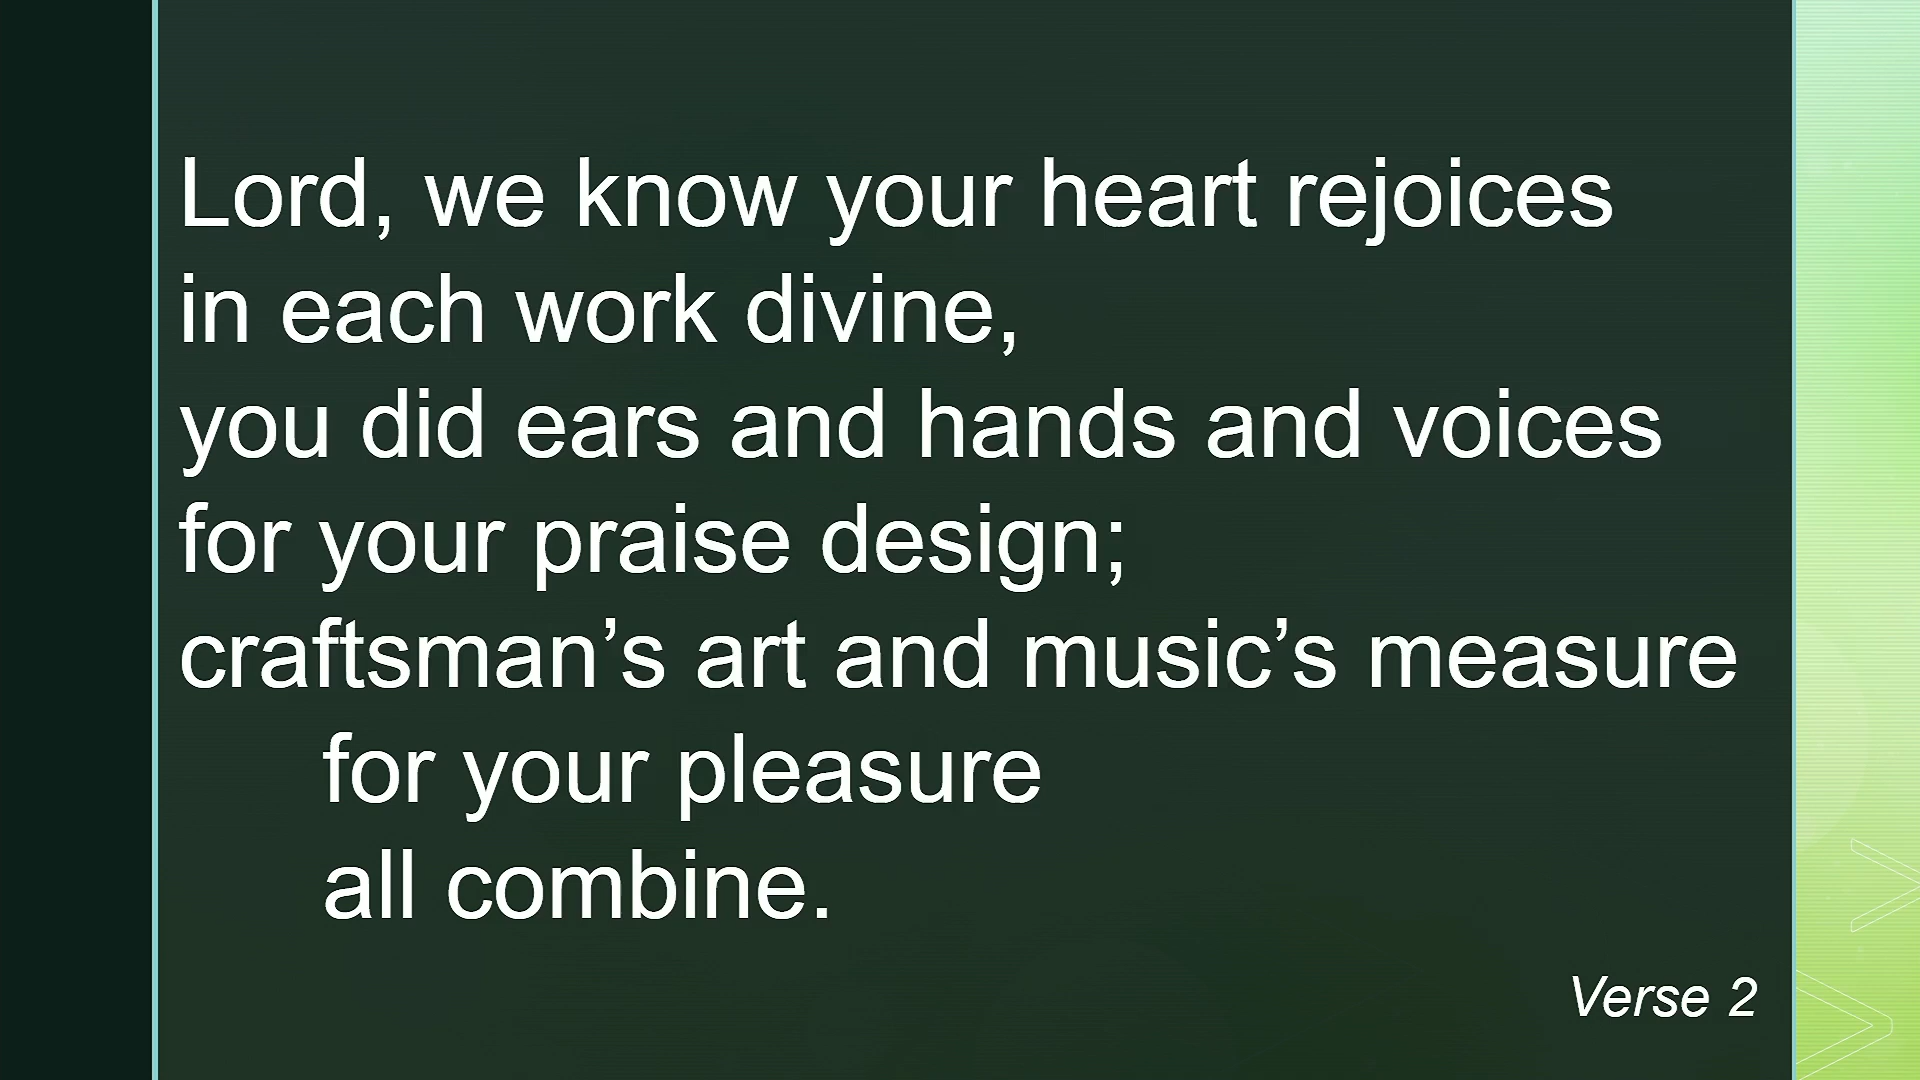 Lord, we know your heart rejoices
in each work divine,
you did ears and hands and voices
for your praise design;
craftsman’s art and music’s measure
for your pleasure
all combine.
Verse 2